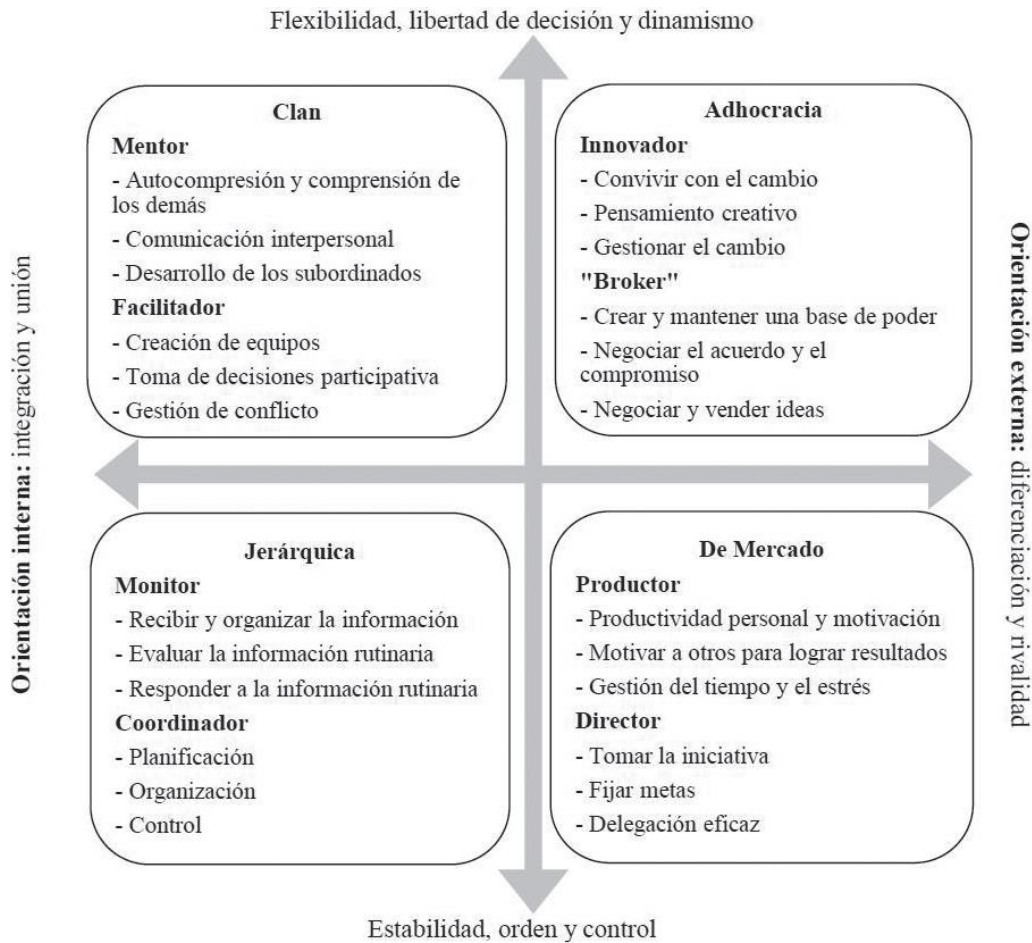 Flexibilidad, libertad de decisión y dinamismo
Clan
Mentor
- Autocompresión y comprensión de
los demás
- Comunicación interpersonal
- Desarrollo de los subordinados
Facilitador
- Creación de equipos
- Toma de decisiones participativa
- Gestión de conflicto
Adhocracia
Innovador
- Convivir con el cambio
- Pensamiento creativo
- Gestionar el cambio
"Broker"
- Crear y mantener una base de poder
- Negociar el acuerdo y el
compromiso
- Negociar y vender ideas
Orientación interna: integración y unión
Orientación externa: diferenciación y rivalidad
Jerárquica
Monitor
- Recibir y organizar la información
- Evaluar la información rutinaria
- Responder a la información rutinaria
Coordinador
- Planificación
- Organización
- Control
De Mercado
Productor
- Productividad personal y motivación
- Motivar a otros para lograr resultados
- Gestión del tiempo y el estrés
Director
- Tomar la iniciativa
- Fijar metas
- Delegación eficaz
Estabilidad, orden y control